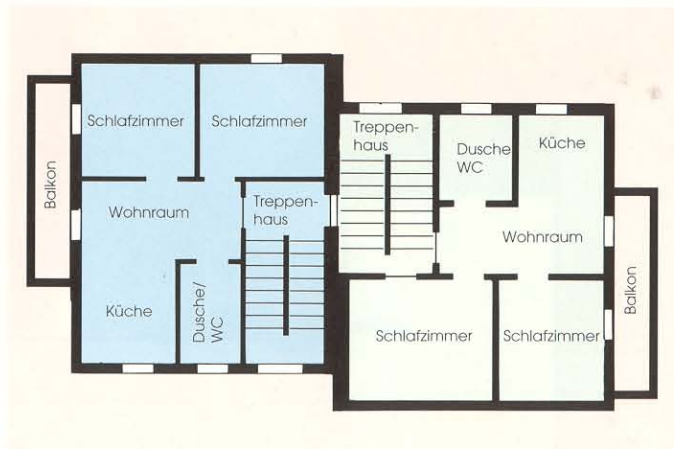 Schlafzimmer
Schlafzimmer
Balkon
Wohnraum
Treppen-
haus
Küche
Dusche/
WC
Treppen-
haus
Dusche
WC
Küche
Wohnraum
Balkon
Schlafzimmer
Schlafzimmer